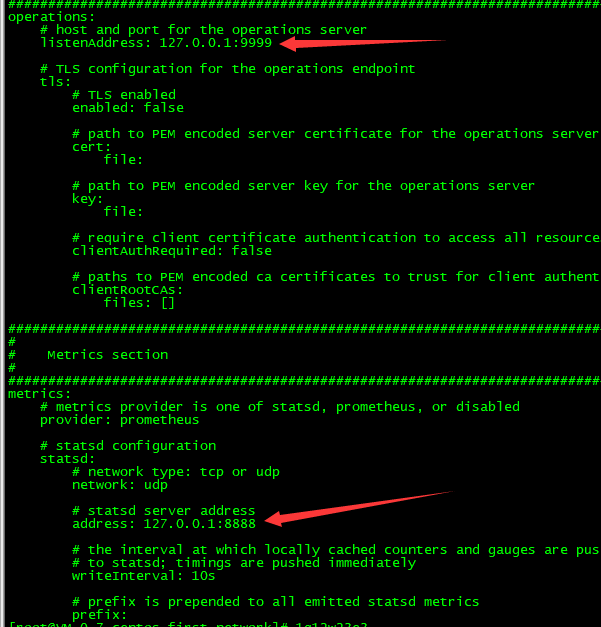 ##########################################################################
operations:
    # host and port for the operations server
    listenAddress: 127.0.0.1:9999
    # TLS configuration for the operations endpoint
    tls:
        # TLS enabled
        enabled: false
        # path to PEM encoded server certificate for the operations server
        cert:
            file:
        # path to PEM encoded server key for the operations server
        key:
            file:
        # require client certificate authentication to access all resource
        clientAuthRequired: false
        # paths to PEM encoded ca certificates to trust for client authent
        clientRootCAs:
            files: []
##########################################################################
#
#    Metrics section
#
##########################################################################
metrics:
    # metrics provider is one of statsd, prometheus, or disabled
    provider: prometheus
    # statsd configuration
    statsd:
        # network type: tcp or udp
        network: udp
        # statsd server address
        address: 127.0.0.1:8888
        # the interval at which locally cached counters and gauges are pus
        # to statsd; timings are pushed immediately
        writeInterval: 10s
        # prefix is prepended to all emitted statsd metrics
        prefix: